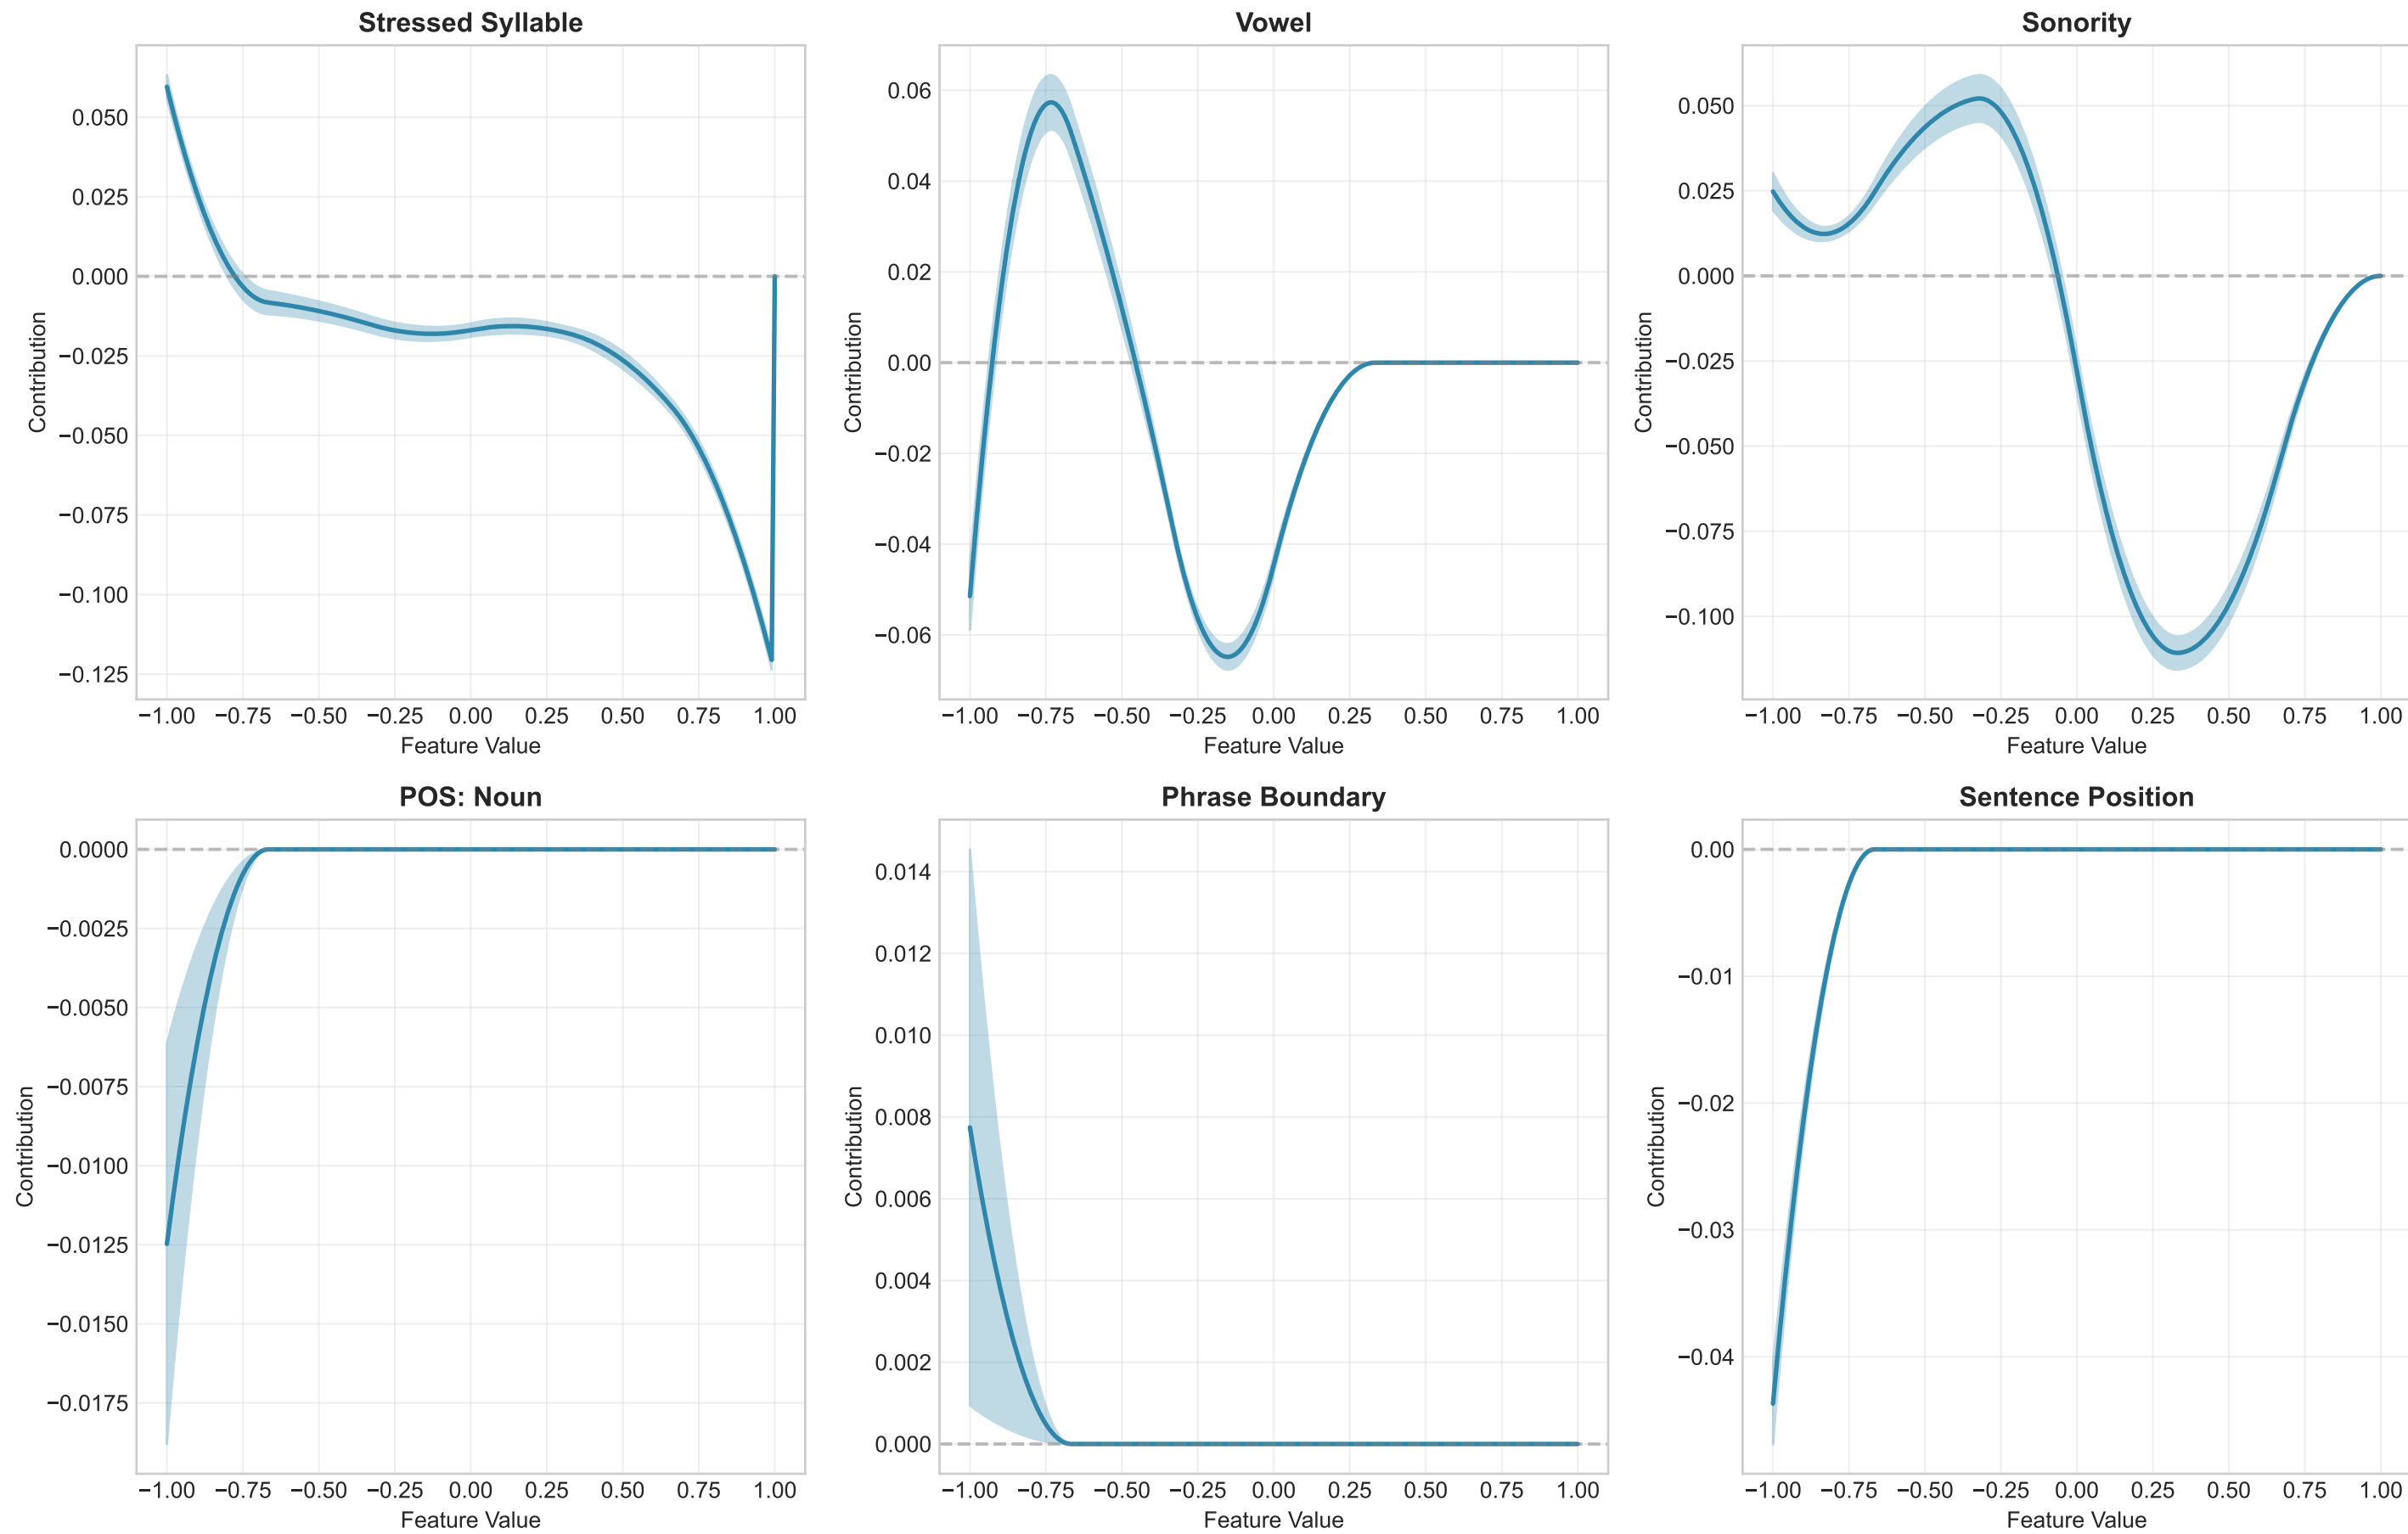 Stressed Syllable
Contribution
0.050
0.025
0.000
−0.025
−0.050
−0.075
−0.100
−0.125
−1.00 −0.75 −0.50 −0.25 0.00 0.25 0.50 0.75 1.00
Feature Value
Vowel
Contribution
0.06
0.04
0.02
0.00
−0.02
−0.04
−0.06
−1.00 −0.75 −0.50 −0.25 0.00 0.25 0.50 0.75 1.00
Feature Value
Sonority
Contribution
0.050
0.025
0.000
−0.025
−0.050
−0.075
−0.100
−1.00 −0.75 −0.50 −0.25 0.00 0.25 0.50 0.75 1.00
Feature Value
POS: Noun
Contribution
0.0000
−0.0025
−0.0050
−0.0075
−0.0100
−0.0125
−0.0150
−0.0175
−1.00 −0.75 −0.50 −0.25 0.00 0.25 0.50 0.75 1.00
Feature Value
Phrase Boundary
Contribution
0.014
0.012
0.010
0.008
0.006
0.004
0.002
0.000
−1.00 −0.75 −0.50 −0.25 0.00 0.25 0.50 0.75 1.00
Feature Value
Sentence Position
Contribution
0.00
−0.01
−0.02
−0.03
−0.04
−1.00 −0.75 −0.50 −0.25 0.00 0.25 0.50 0.75 1.00
Feature Value